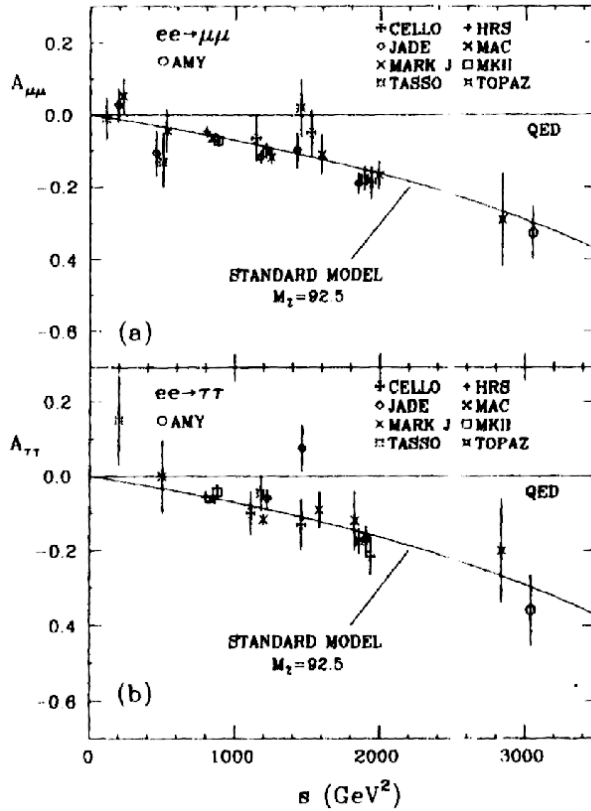 ee→μμ
✢CELLO ✢HRS
◇JADE ×MAC
○AMY ×MARK J □MKII
TASSO TOPAZ
A_μμ
0.2
0.0
QED
-0.2
0.4
STANDARD MODEL
M_z=92.5
-0.6
(a)
ee→ττ
✢CELLO ✢HRS
◇JADE ×MAC
○AMY ×MARK J □MKII
TASSO TOPAZ
A_ττ
0.2
0.0
QED
-0.2
0.4
STANDARD MODEL
M_z=92.5
-0.6
(b)
0 1000 2000 3000
s (GeV²)